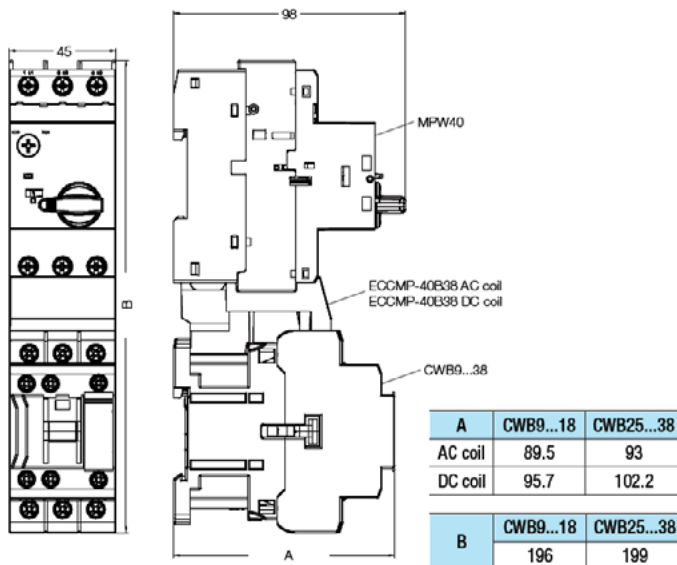 45
98
MPW40
B
ECCMP-40B38 AC coil
ECCMP-40B38 DC coil
CWB9...38
A
A CWB9...18 CWB25...38
AC coil 89.5 93
DC coil 95.7 102.2
B CWB9...18 CWB25...38
196 199